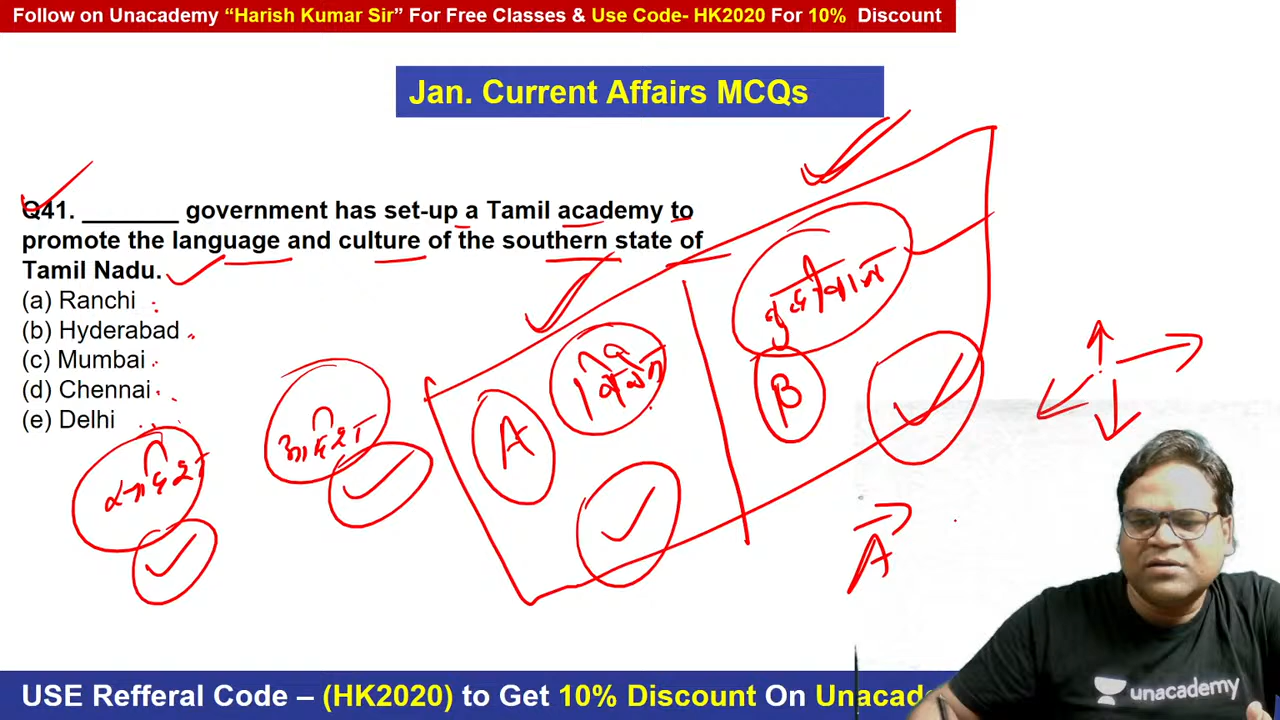 Follow on Unacademy “Harish Kumar Sir” For Free Classes & Use Code- HK2020 For 10% Discount
Jan. Current Affairs MCQs
Q41. _______ government has set-up a Tamil academy to
promote the language and culture of the southern state of
Tamil Nadu.
(a) Ranchi
(b) Hyderabad
(c) Mumbai
(d) Chennai
(e) Delhi
A
B
A
unacademy
USE Refferal Code – (HK2020) to Get 10% Discount On